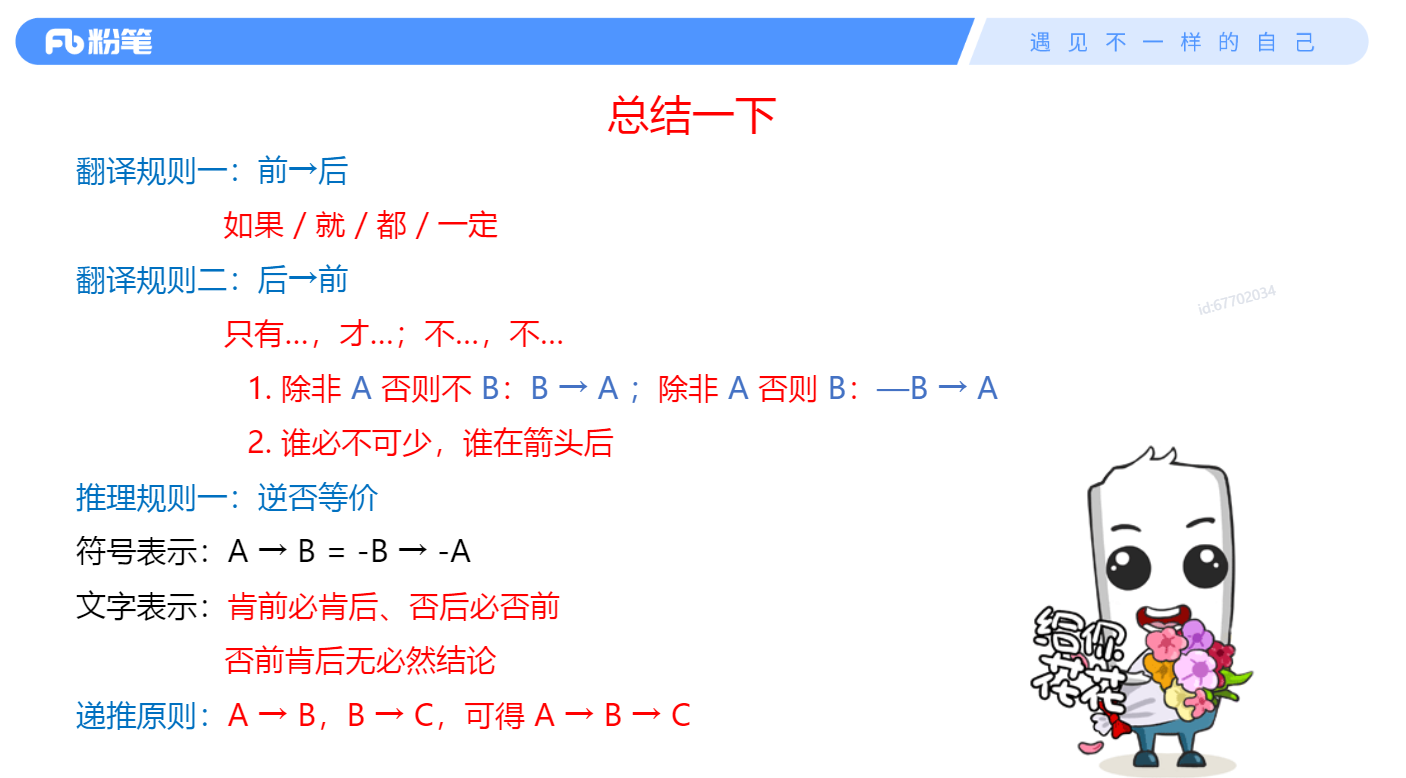 粉笔
遇见不一样的自己
总结一下
翻译规则一：前→后
如果 / 就 / 都 / 一定
翻译规则二：后→前
id:67702034
只有...，才...；不...，不...
1. 除非 A 否则不 B：B → A ；除非 A 否则 B：—B → A
2. 谁必不可少，谁在箭头后
推理规则一：逆否等价
符号表示：A → B = -B → -A
文字表示：肯前必肯后、否后必否前
否前肯后无必然结论
递推原则：A → B，B → C，可得 A → B → C
给你
花花